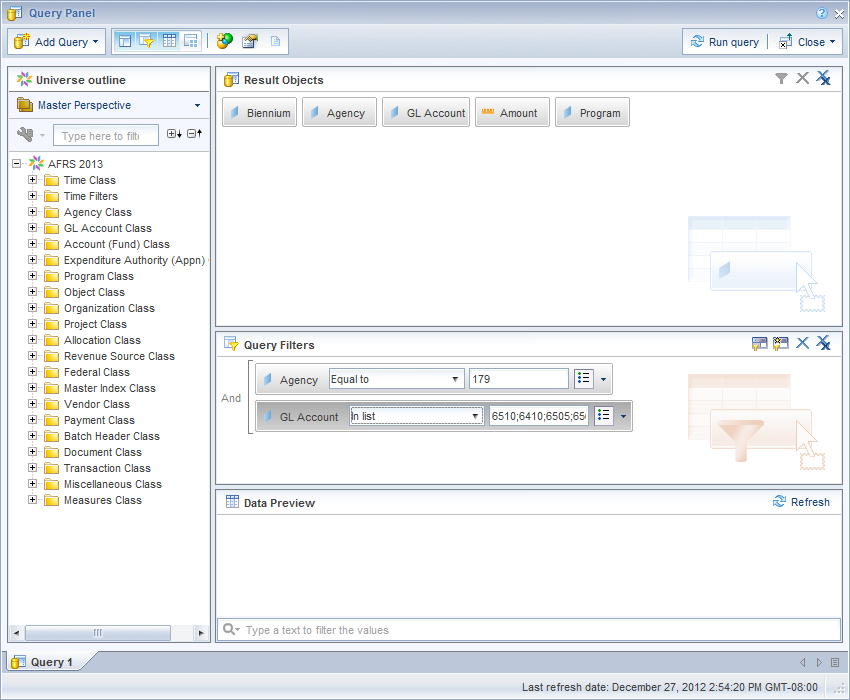 Query Panel
Add Query
Run query
Close
Universe outline
Master Perspective
Type here to filt
AFRS 2013
Time Class
Time Filters
Agency Class
GL Account Class
Account (Fund) Class
Expenditure Authority (Appn)
Program Class
Object Class
Organization Class
Project Class
Allocation Class
Revenue Source Class
Federal Class
Master Index Class
Vendor Class
Payment Class
Batch Header Class
Document Class
Transaction Class
Miscellaneous Class
Measures Class
Result Objects
Biennium Agency GL Account Amount Program
Query Filters
And
Agency Equal to 179
GL Account In list 6510;6410;6505;65
Data Preview
Refresh
Type a text to filter the values
Query 1
Last refresh date: December 27, 2012 2:54:20 PM GMT-08:00